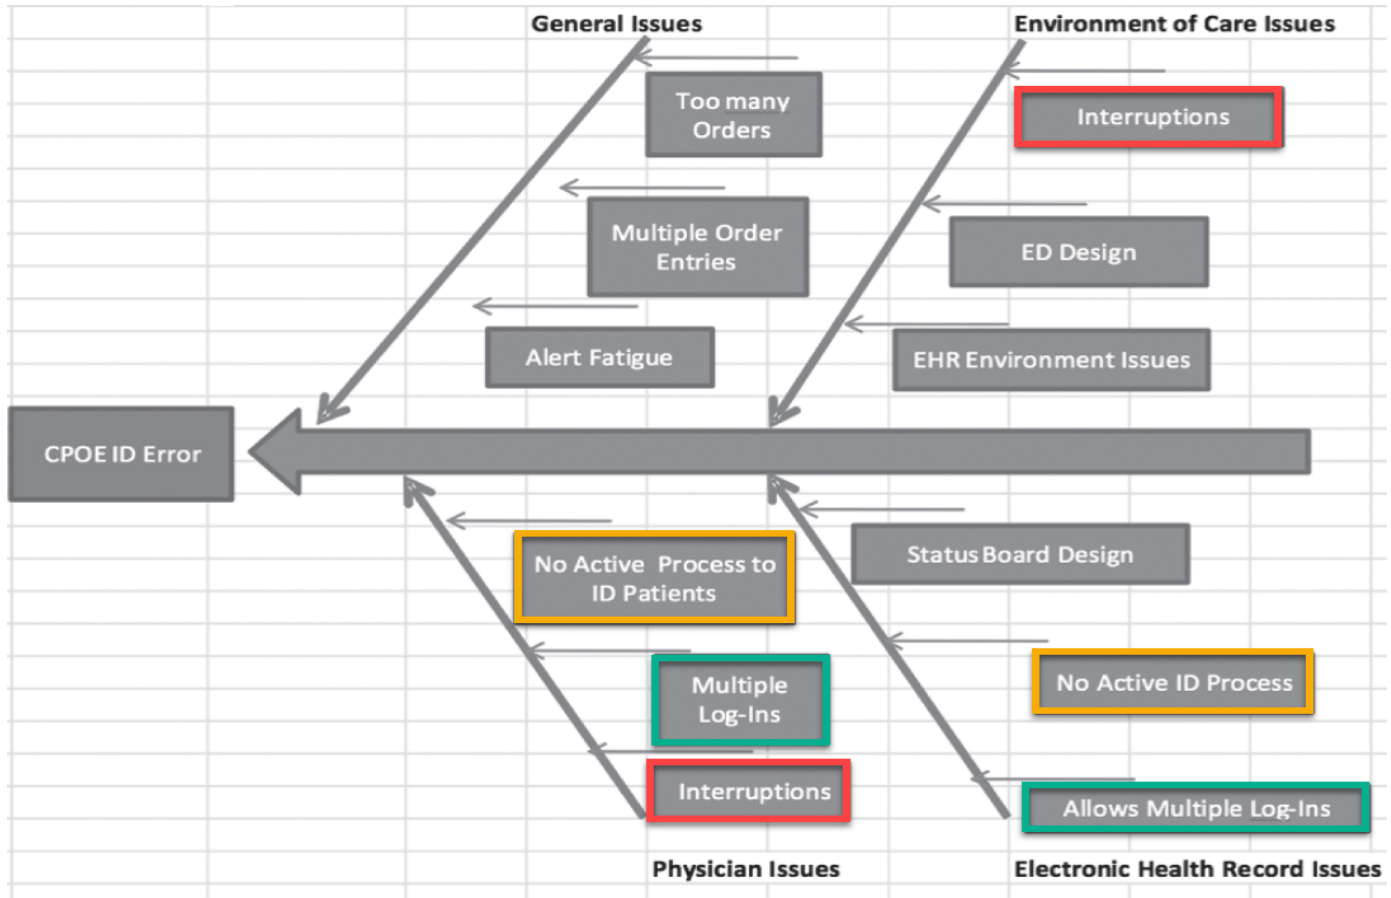 General Issues
Environment of Care Issues
Too many
Orders
Interruptions
Multiple Order
Entries
ED Design
Alert Fatigue
EHR Environment Issues
CPOE ID Error
No Active Process to
ID Patients
Status Board Design
Multiple
Log-Ins
No Active ID Process
Interruptions
Allows Multiple Log-Ins
Physician Issues
Electronic Health Record Issues